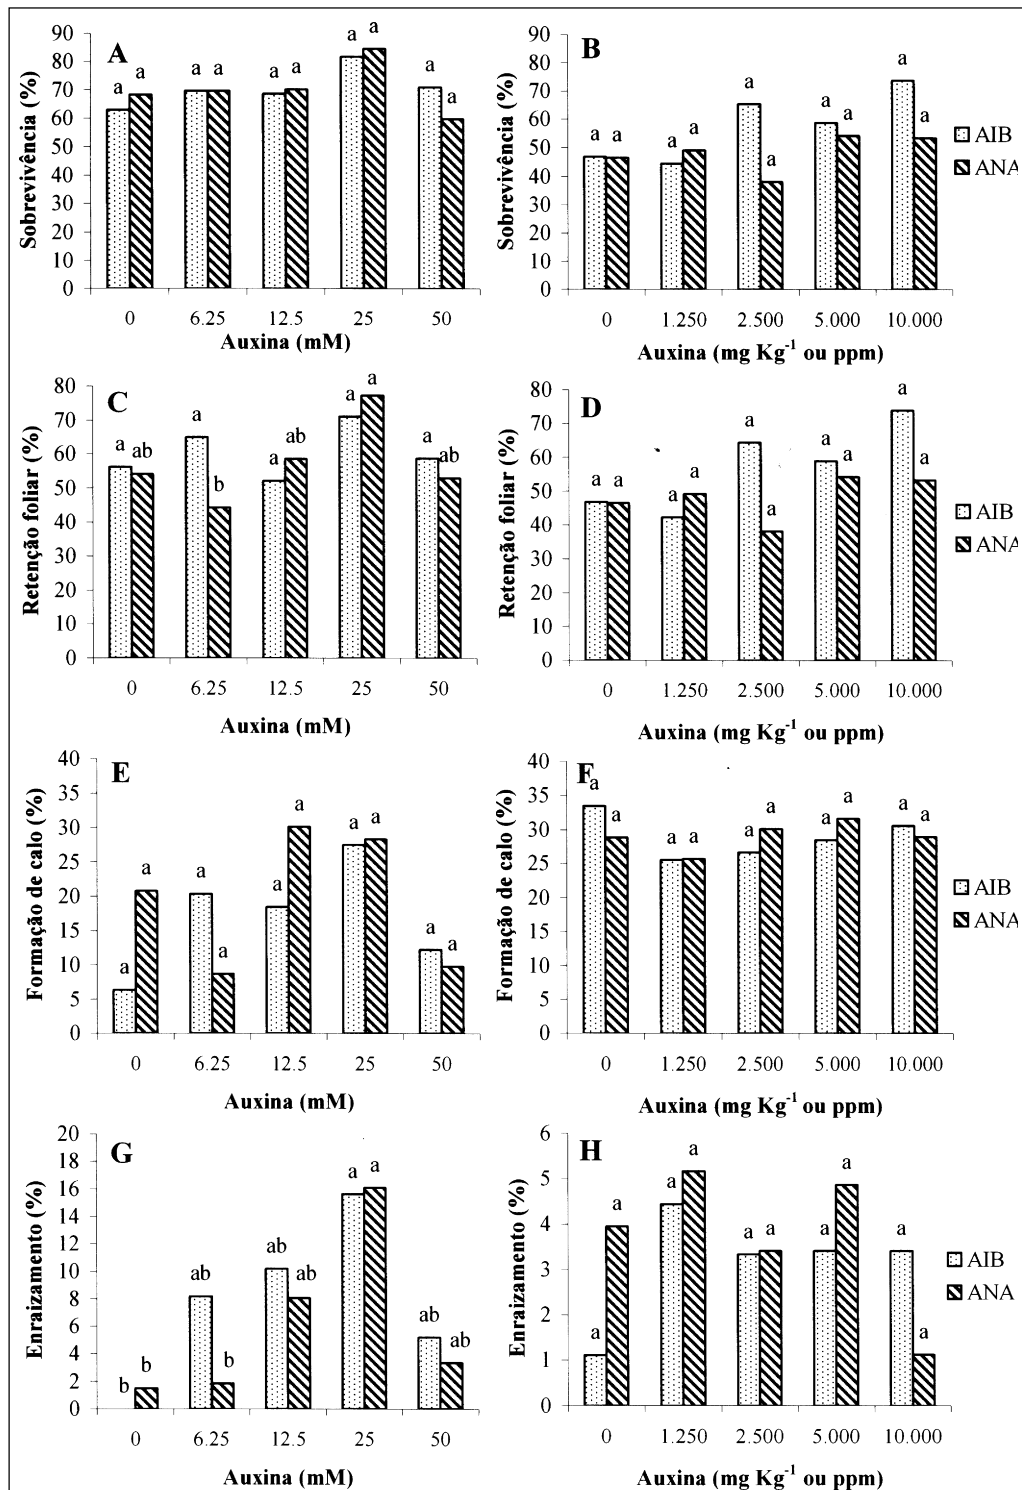 A
Sobrevivência (%)
90
80
70
60
50
40
30
20
10
0
a a a a a a a a a a
0 6.25 12.5 25 50
Auxina (mM)
B
Sobrevivência (%)
90
80
70
60
50
40
30
20
10
0
a a a a a a a a a a
0 1.250 2.500 5.000 10.000
Auxina (mg Kg⁻¹ ou ppm)
AIB
ANA
C
Retenção foliar (%)
80
70
60
50
40
30
20
10
0
a ab a b a ab a a a ab
0 6.25 12.5 25 50
Auxina (mM)
D
Retenção foliar (%)
80
70
60
50
40
30
20
10
0
a a a a a a a a a a
0 1.250 2.500 5.000 10.000
Auxina (mg Kg⁻¹ ou ppm)
AIB
ANA
E
Formação de calo (%)
40
35
30
25
20
15
10
5
0
a a a a a a a a a a
0 6.25 12.5 25 50
Auxina (mM)
F
Formação de calo (%)
40
35
30
25
20
15
10
5
0
a a a a a a a a a a
0 1.250 2.500 5.000 10.000
Auxina (mg Kg⁻¹ ou ppm)
AIB
ANA
G
Enraizamento (%)
20
18
16
14
12
10
8
6
4
2
0
b b ab b ab ab a a ab ab
0 6.25 12.5 25 50
Auxina (mM)
H
Enraizamento (%)
6
5
4
3
2
1
0
a a a a a a a a a a
0 1.250 2.500 5.000 10.000
Auxina (mg Kg⁻¹ ou ppm)
AIB
ANA